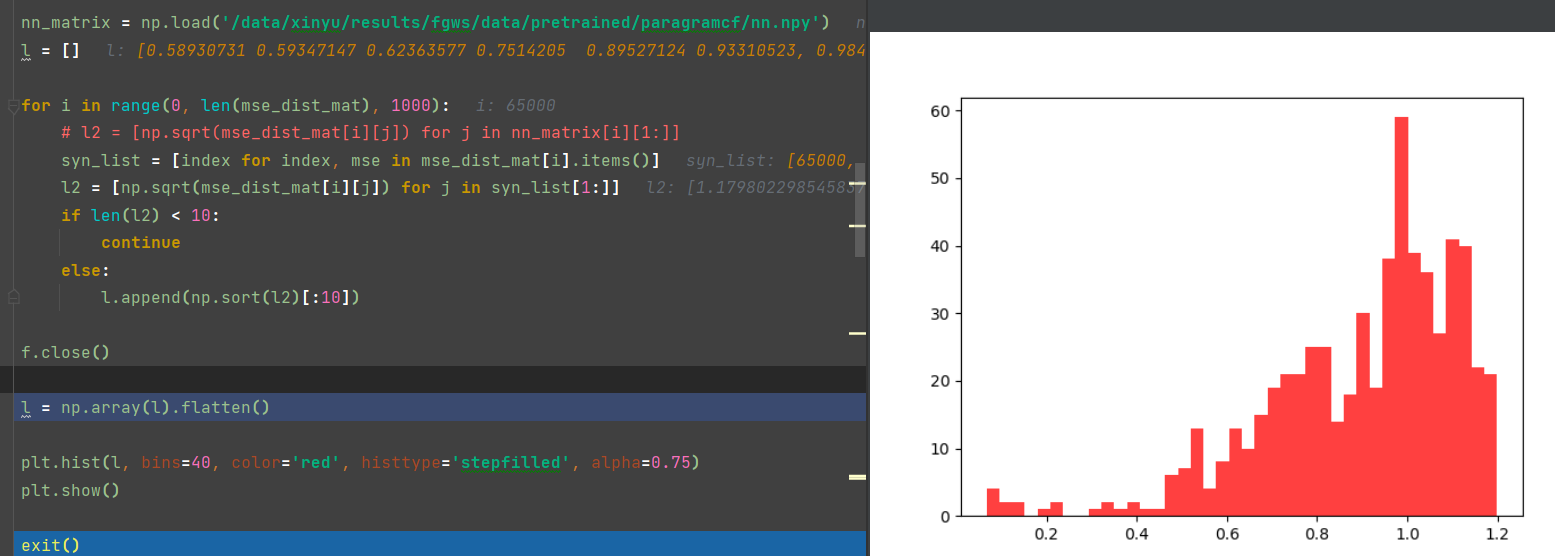 nn_matrix = np.load('/data/xinyu/results/fgws/data/pretrained/paragramcf/nn.npy')
l = []   l: [0.58930731 0.59347147 0.62363577 0.7514205  0.89527124 0.93310523, 0.984
for i in range(0, len(mse_dist_mat), 1000):   i: 65000
# l2 = [np.sqrt(mse_dist_mat[i][j]) for j in nn_matrix[i][1:]]
syn_list = [index for index, mse in mse_dist_mat[i].items()]   syn_list: [65000,
l2 = [np.sqrt(mse_dist_mat[i][j]) for j in syn_list[1:]]   l2: [1.1798022985458
if len(l2) < 10:
continue
else:
l.append(np.sort(l2)[:10])
f.close()
l = np.array(l).flatten()
plt.hist(l, bins=40, color='red', histtype='stepfilled', alpha=0.75)
plt.show()
exit()
60
50
40
30
20
10
0
0.2 0.4 0.6 0.8 1.0 1.2